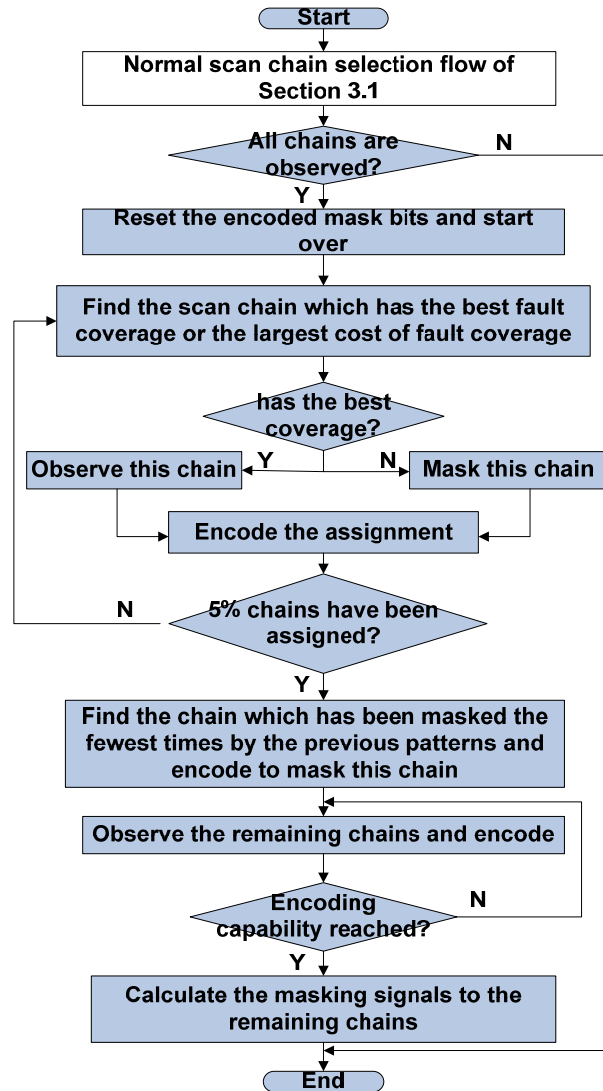 Start
Normal scan chain selection flow of
Section 3.1
All chains are
observed?
N
Y
Reset the encoded mask bits and start
over
Find the scan chain which has the best fault
coverage or the largest cost of fault coverage
has the best
coverage?
Observe this chain
Y
N
Mask this chain
Encode the assignment
5% chains have been
assigned?
N
Y
Find the chain which has been masked the
fewest times by the previous patterns and
encode to mask this chain
Observe the remaining chains and encode
Encoding
capability reached?
N
Y
Calculate the masking signals to the
remaining chains
End